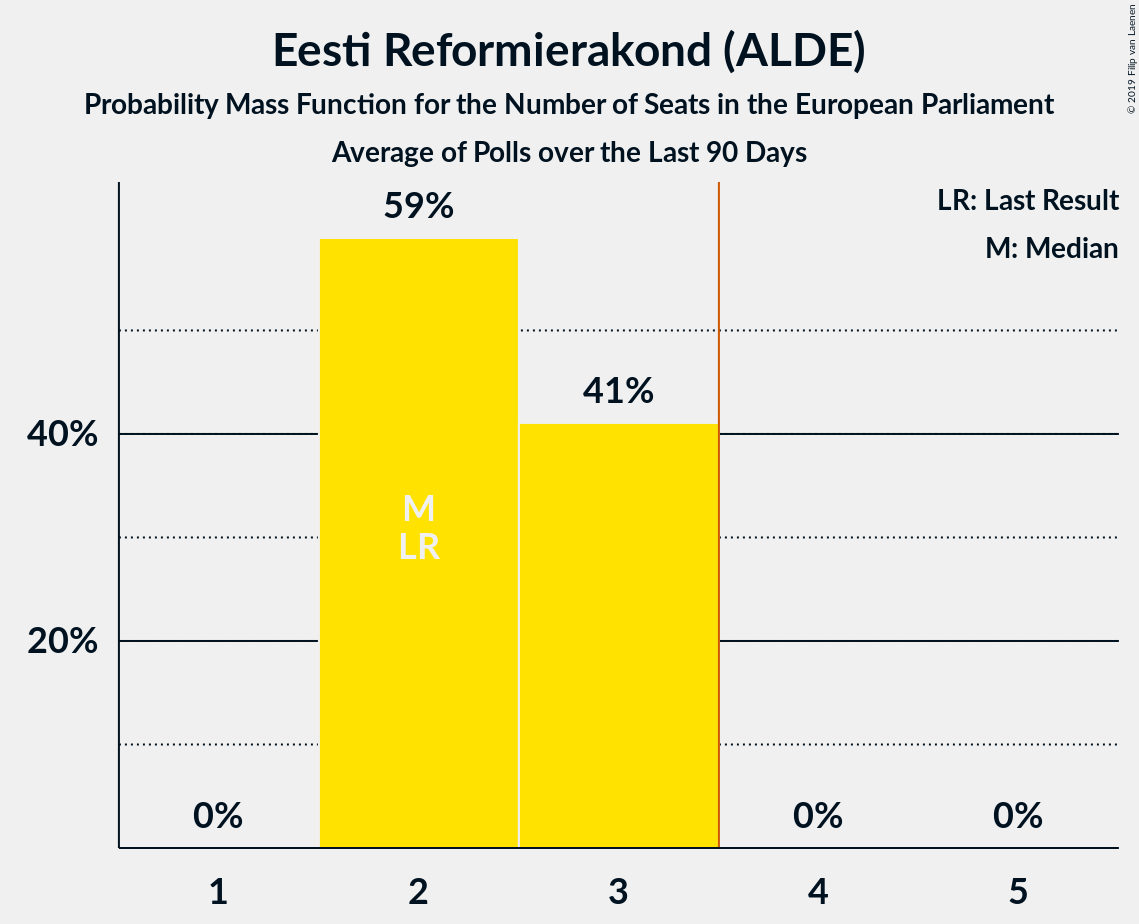 Eesti Reformierakond (ALDE)
Probability Mass Function for the Number of Seats in the European Parliament
Average of Polls over the Last 90 Days
© 2019 Filip van Laenen
LR: Last Result
M: Median
59%
41%
40%
M
LR
20%
0%
0%
0%
1
2
3
4
5